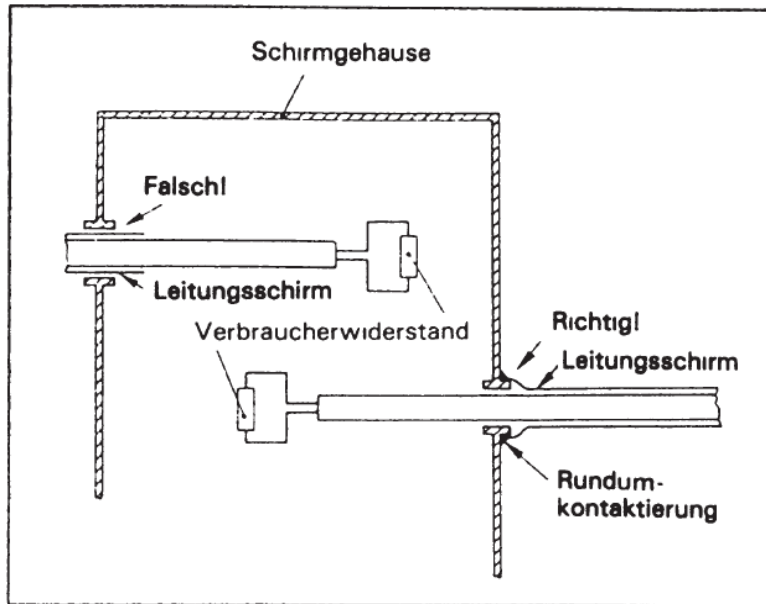 Schirmgehause
Falsch!
Leitungsschirm
Verbraucherwiderstand
Richtig!
Leitungsschirm
Rundum-
kontaktierung